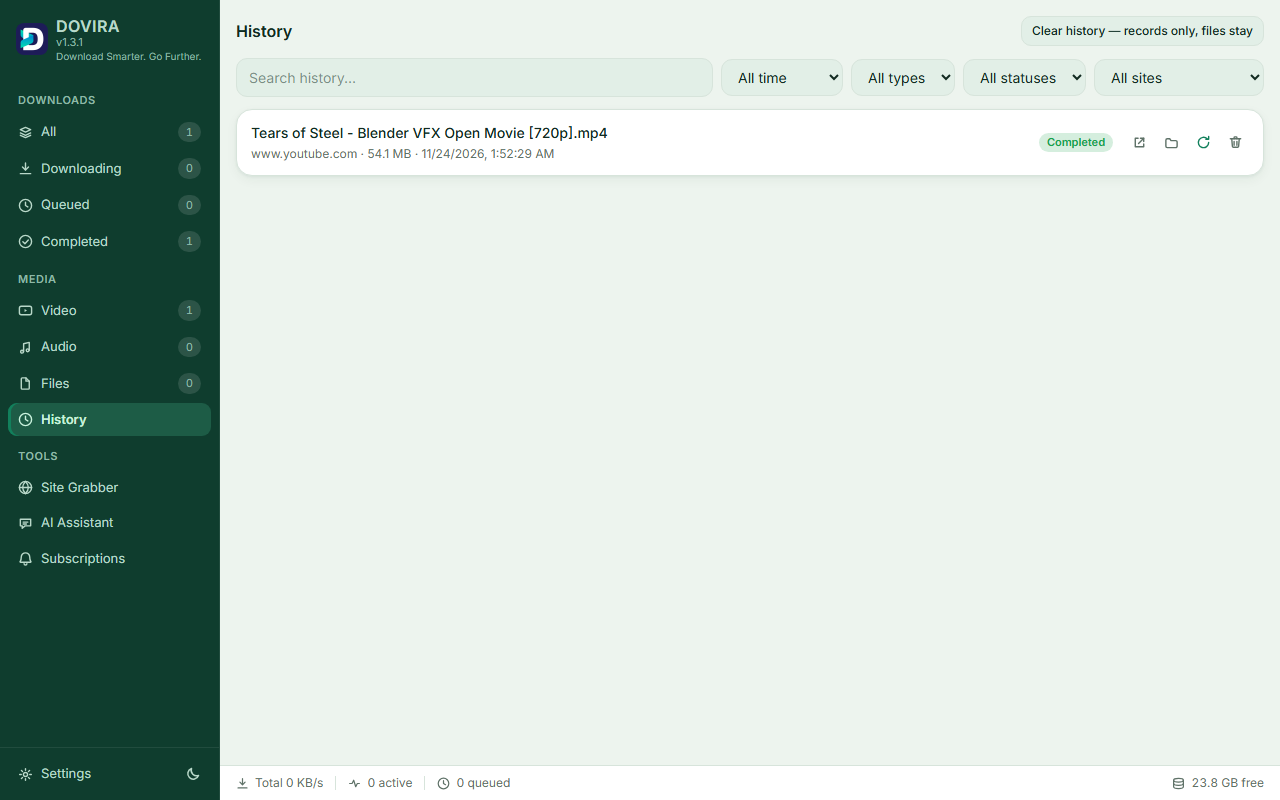 DOVIRA
v1.3.1
Download Smarter. Go Further.
DOWNLOADS
All 1
Downloading 0
Queued 0
Completed 1
MEDIA
Video 1
Audio 0
Files 0
History
TOOLS
Site Grabber
AI Assistant
Subscriptions
Settings
History
Clear history — records only, files stay
Search history...
All time
All types
All statuses
All sites
Tears of Steel - Blender VFX Open Movie [720p].mp4
www.youtube.com · 54.1 MB · 11/24/2026, 1:52:29 AM
Completed
Total 0 KB/s
0 active
0 queued
23.8 GB free